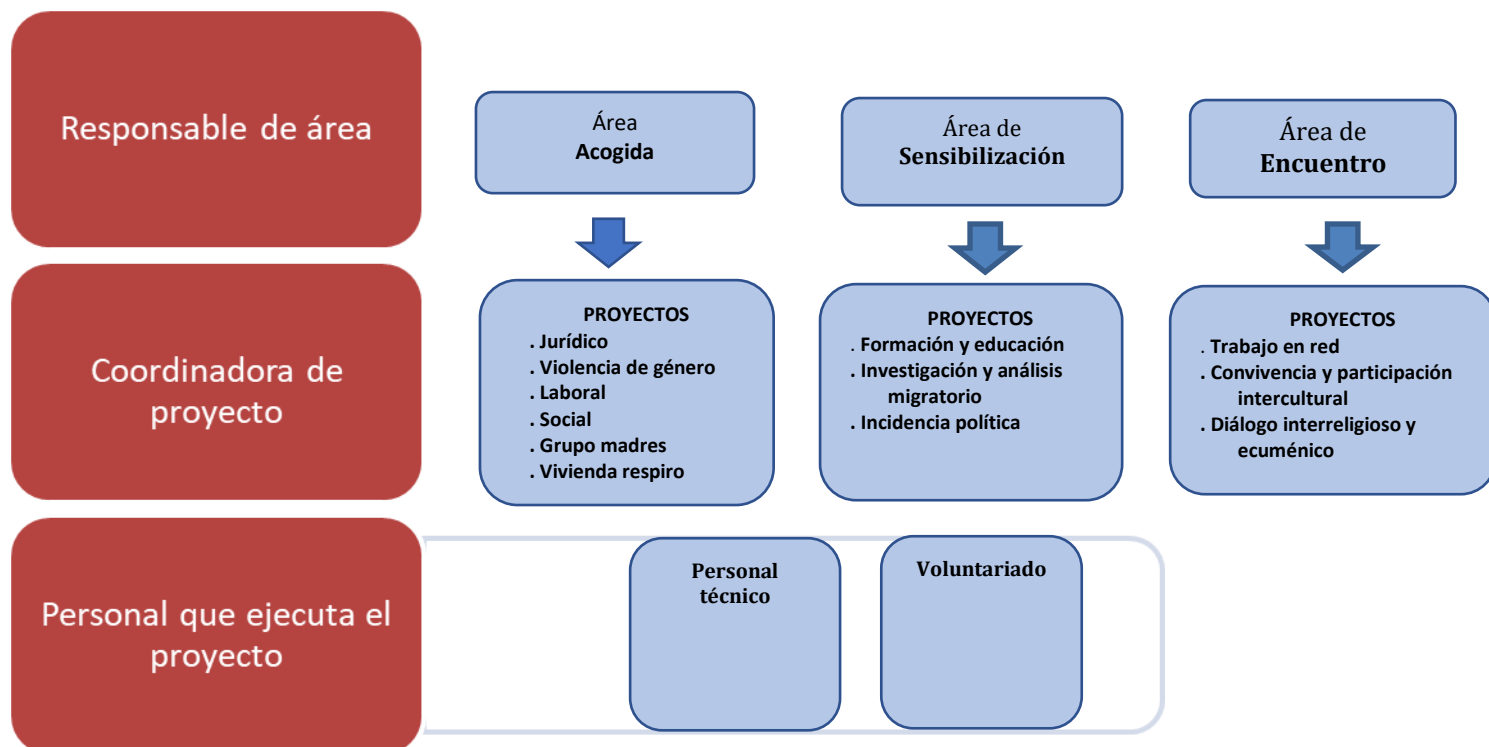 Responsable de área
Área
Acogida
Área de
Sensibilización
Área de
Encuentro
Coordinadora de
proyecto
PROYECTOS
. Jurídico
. Violencia de género
. Laboral
. Social
. Grupo madres
. Vivienda respiro
PROYECTOS
. Formación y educación
. Investigación y análisis
migratorio
. Incidencia política
PROYECTOS
. Trabajo en red
. Convivencia y participación
intercultural
. Diálogo interreligioso y
ecuménico
Personal que ejecuta el
proyecto
Personal
técnico
Voluntariado